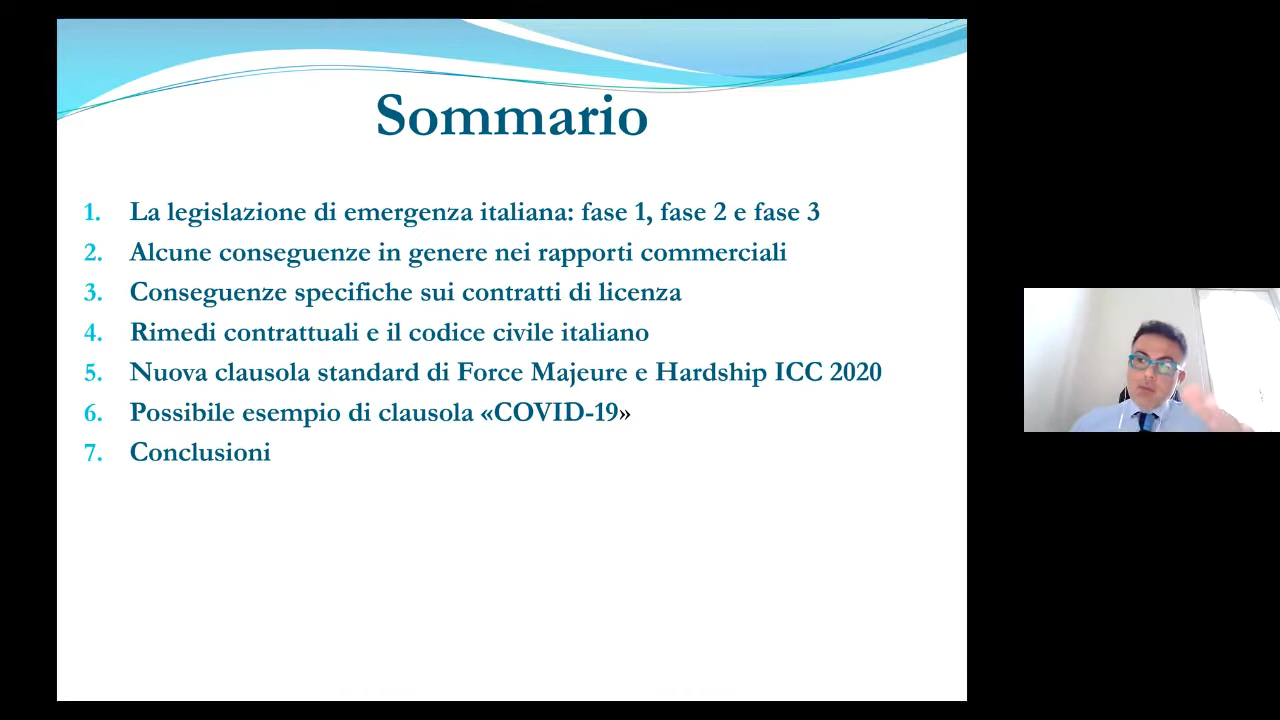 Sommario
1. La legislazione di emergenza italiana: fase 1, fase 2 e fase 3
2. Alcune conseguenze in genere nei rapporti commerciali
3. Conseguenze specifiche sui contratti di licenza
4. Rimedi contrattuali e il codice civile italiano
5. Nuova clausola standard di Force Majeure e Hardship ICC 2020
6. Possibile esempio di clausola «COVID-19»
7. Conclusioni